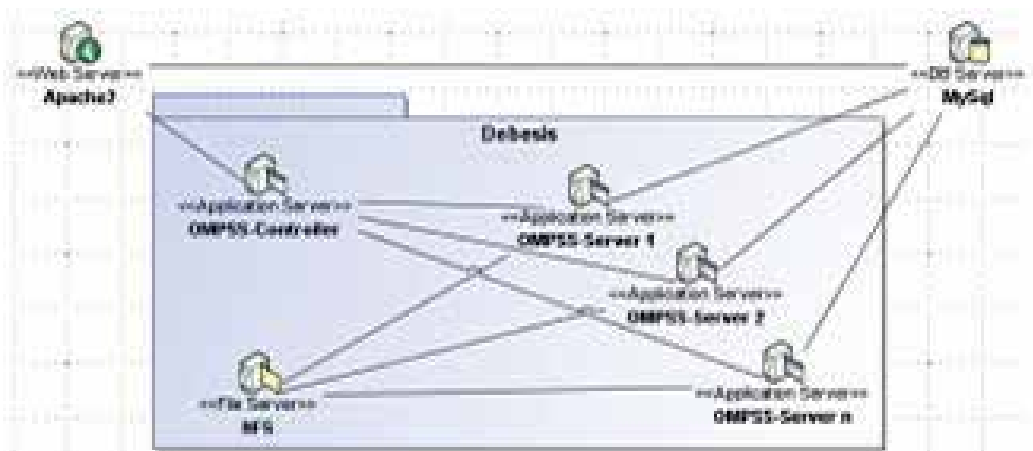 <<Web Server>>
Apache2
<<DB Server>>
MySql
Debesis
<<Application Server>>
OMPSS-Controller
<<Application Server>>
OMPSS-Server 1
<<Application Server>>
OMPSS-Server 2
<<File Server>>
NFS
<<Application Server>>
OMPSS-Server n